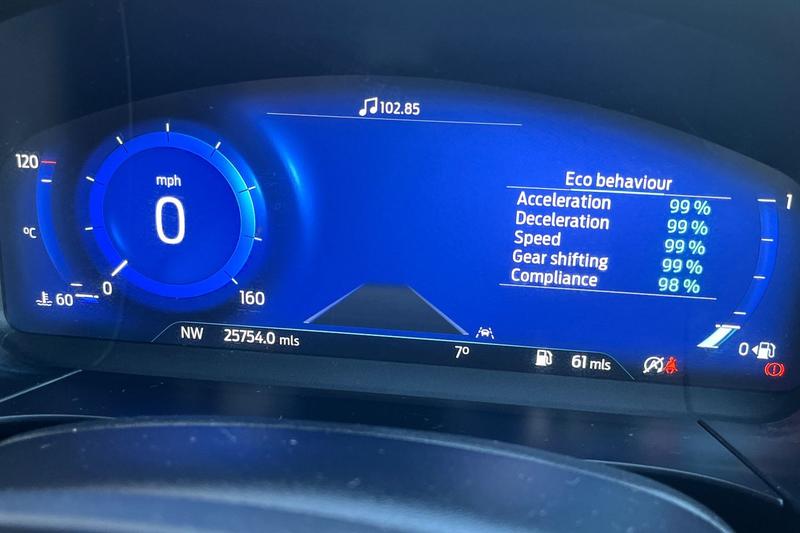 102.85
120
mph
0
°C
60
0
160
Eco behaviour
Acceleration 99 %
Deceleration 99 %
Speed 99 %
Gear shifting 99 %
Compliance 98 %
1
0
NW 25754.0 mls
7°
61 mls